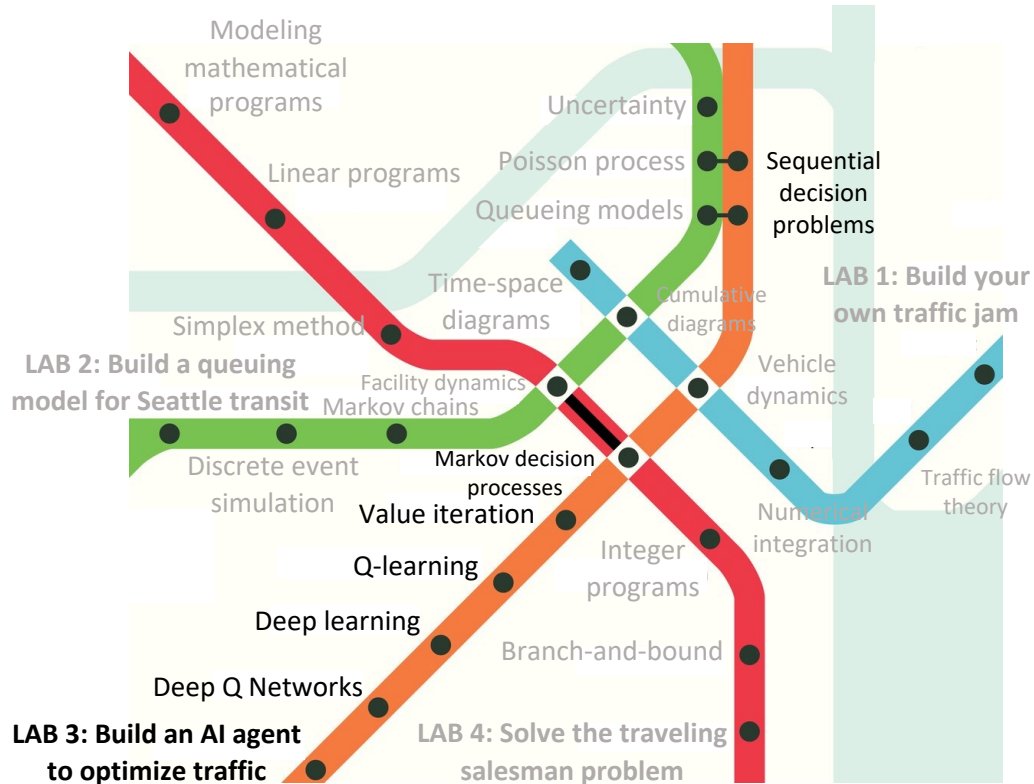 Modeling
mathematical
programs
Uncertainty
Linear programs
Poisson process
Sequential
decision
problems
Queueing models
Time-space
diagrams
Cumulative
diagrams
LAB 1: Build your
own traffic jam
Simplex method
LAB 2: Build a queuing
model for Seattle transit
Facility dynamics
Markov chains
Vehicle
dynamics
Discrete event
simulation
Markov decision
processes
Traffic flow
theory
Value iteration
Numerical
integration
Integer
programs
Q-learning
Deep learning
Branch-and-bound
Deep Q Networks
LAB 3: Build an AI agent
to optimize traffic
LAB 4: Solve the traveling
salesman problem